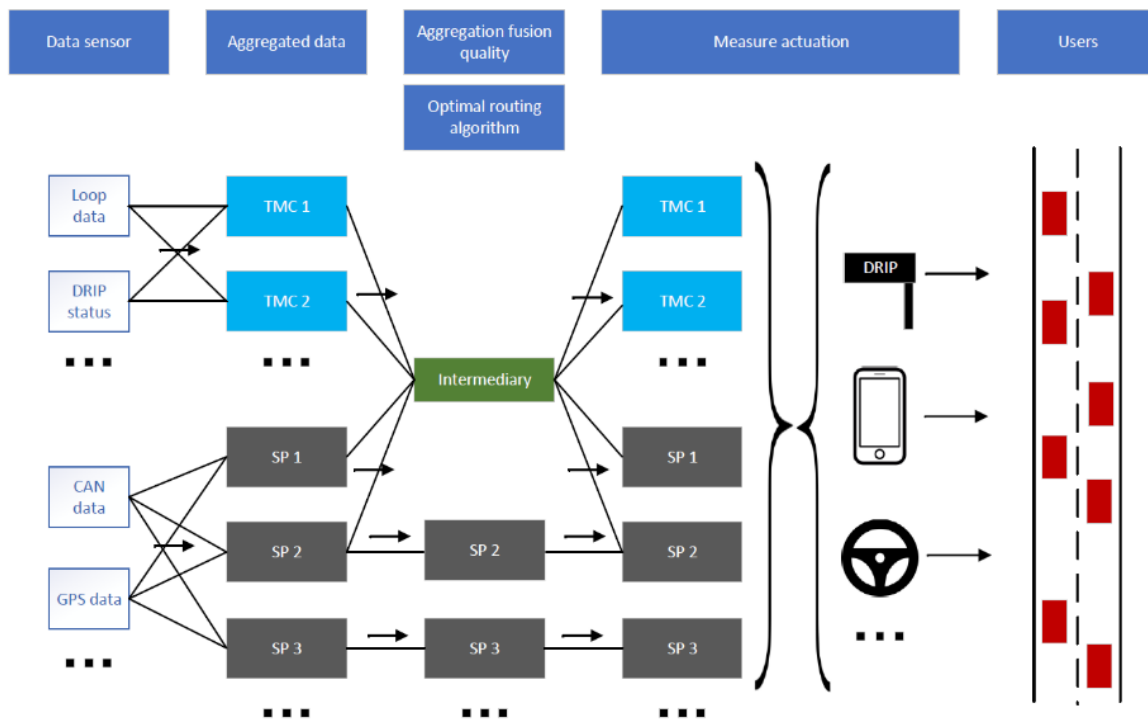 Data sensor
Aggregated data
Aggregation fusion
quality
Measure actuation
Users
Optimal routing
algorithm
Loop
data
TMC 1
TMC 1
DRIP
DRIP
status
TMC 2
TMC 2
Intermediary
SP 1
SP 1
CAN
data
SP 2
SP 2
SP 2
GPS data
SP 3
SP 3
SP 3